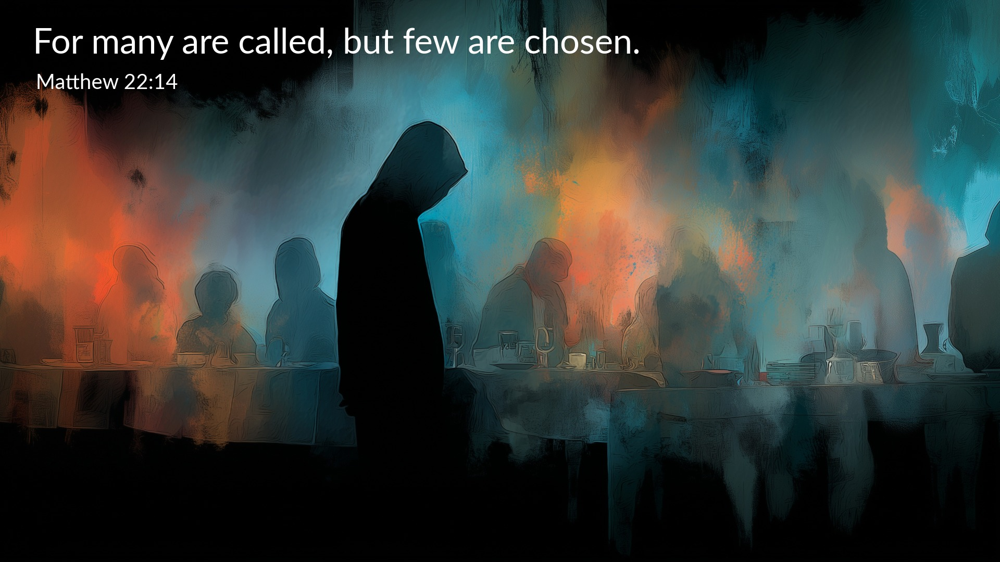 For many are called, but few are chosen.
Matthew 22:14